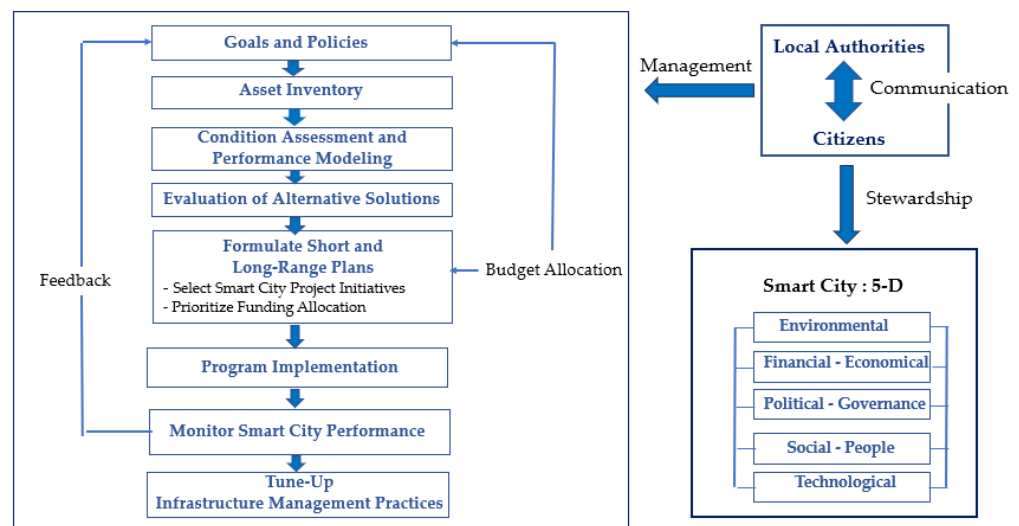 Goals and Policies
Asset Inventory
Condition Assessment and
Performance Modeling
Evaluation of Alternative Solutions
Formulate Short and
Long-Range Plans
- Select Smart City Project Initiatives
- Prioritize Funding Allocation
Program Implementation
Monitor Smart City Performance
Tune-Up
Infrastructure Management Practices
Feedback
Budget Allocation
Management
Local Authorities
Communication
Citizens
Stewardship
Smart City : 5-D
Environmental
Financial - Economical
Political - Governance
Social - People
Technological